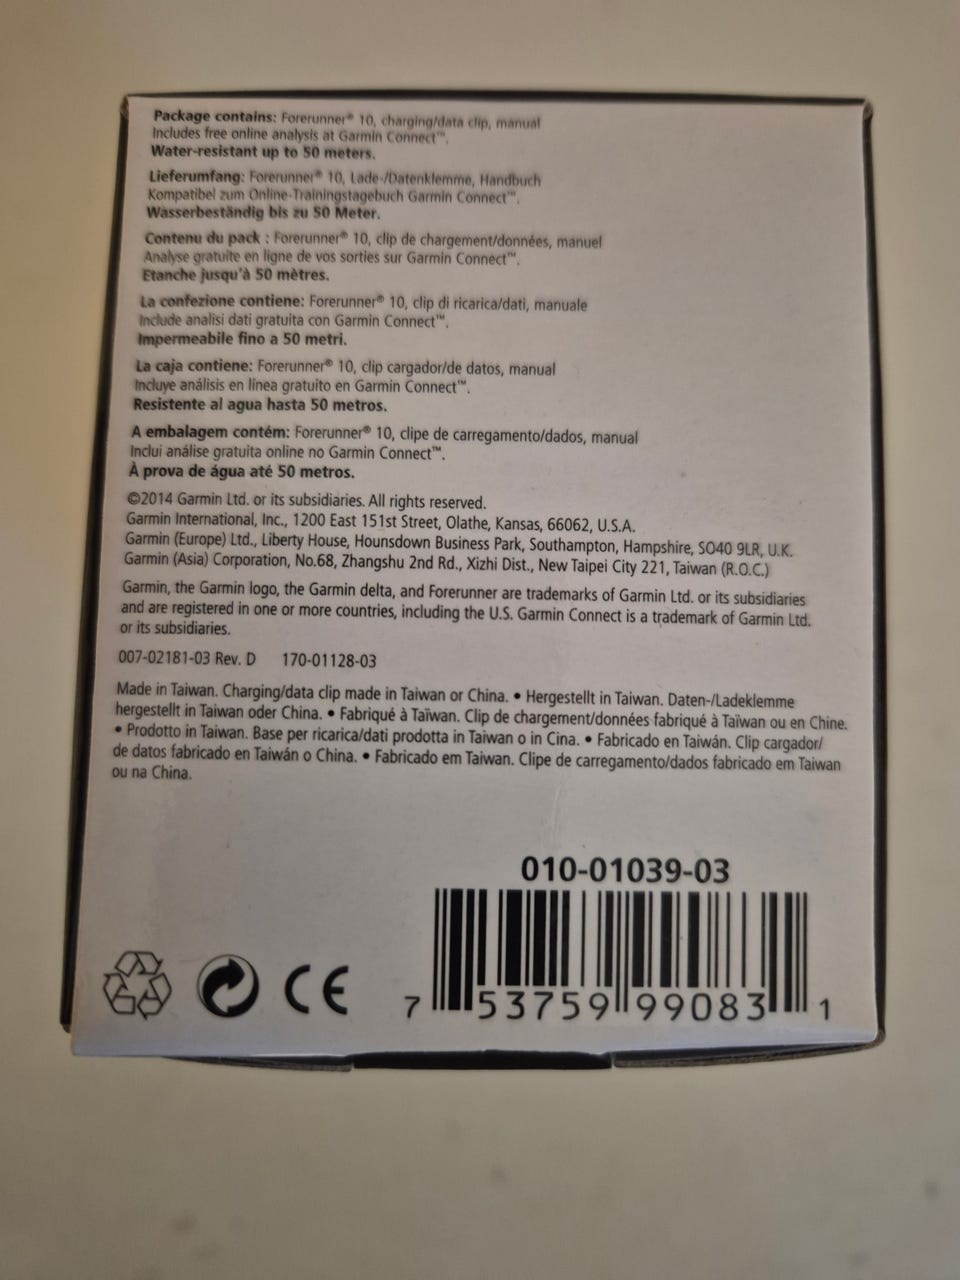 Package contains: Forerunner® 10, charging/data clip, manual
Includes free online analysis at Garmin Connect™.
Water-resistant up to 50 meters.
Lieferumfang: Forerunner® 10, Lade-/Datenklemme, Handbuch
Kompatibel zum Online-Trainingstagebuch Garmin Connect™.
Wasserbeständig bis zu 50 Meter.
Contenu du pack : Forerunner® 10, clip de chargement/données, manuel
Analyse gratuite en ligne de vos sorties sur Garmin Connect™.
Etanche jusqu'à 50 mètres.
La confezione contiene: Forerunner® 10, clip di ricarica/dati, manuale
Include analisi dati gratuita con Garmin Connect™.
Impermeabile fino a 50 metri.
La caja contiene: Forerunner® 10, clip cargador/de datos, manual
Incluye análisis en línea gratuito en Garmin Connect™.
Resistente al agua hasta 50 metros.
A embalagem contém: Forerunner® 10, clipe de carregamento/dados, manual
Inclui análise gratuita online no Garmin Connect™.
À prova de água até 50 metros.
©2014 Garmin Ltd. or its subsidiaries. All rights reserved.
Garmin International, Inc., 1200 East 151st Street, Olathe, Kansas, 66062, U.S.A.
Garmin (Europe) Ltd., Liberty House, Hounsdown Business Park, Southampton, Hampshire, SO40 9LR, U.K.
Garmin (Asia) Corporation, No.68, Zhangshu 2nd Rd., Xizhi Dist., New Taipei City 221, Taiwan (R.O.C.)
Garmin, the Garmin logo, the Garmin delta, and Forerunner are trademarks of Garmin Ltd. or its subsidiaries
and are registered in one or more countries, including the U.S. Garmin Connect is a trademark of Garmin Ltd.
or its subsidiaries.
007-02181-03 Rev. D 170-01128-03
Made in Taiwan. Charging/data clip made in Taiwan or China. • Hergestellt in Taiwan. Daten-/Ladeklemme
hergestellt in Taiwan oder China. • Fabriqué à Taïwan. Clip de chargement/données fabriqué à Taïwan ou en Chine.
• Prodotto in Taiwan. Base per ricarica/dati prodotta in Taiwan o in Cina. • Fabricado en Taiwán. Clip cargador/
de datos fabricado en Taiwán o China. • Fabricado em Taiwan. Clipe de carregamento/dados fabricado em Taiwan
ou na China.
010-01039-03
CE
7 53759 99083 1